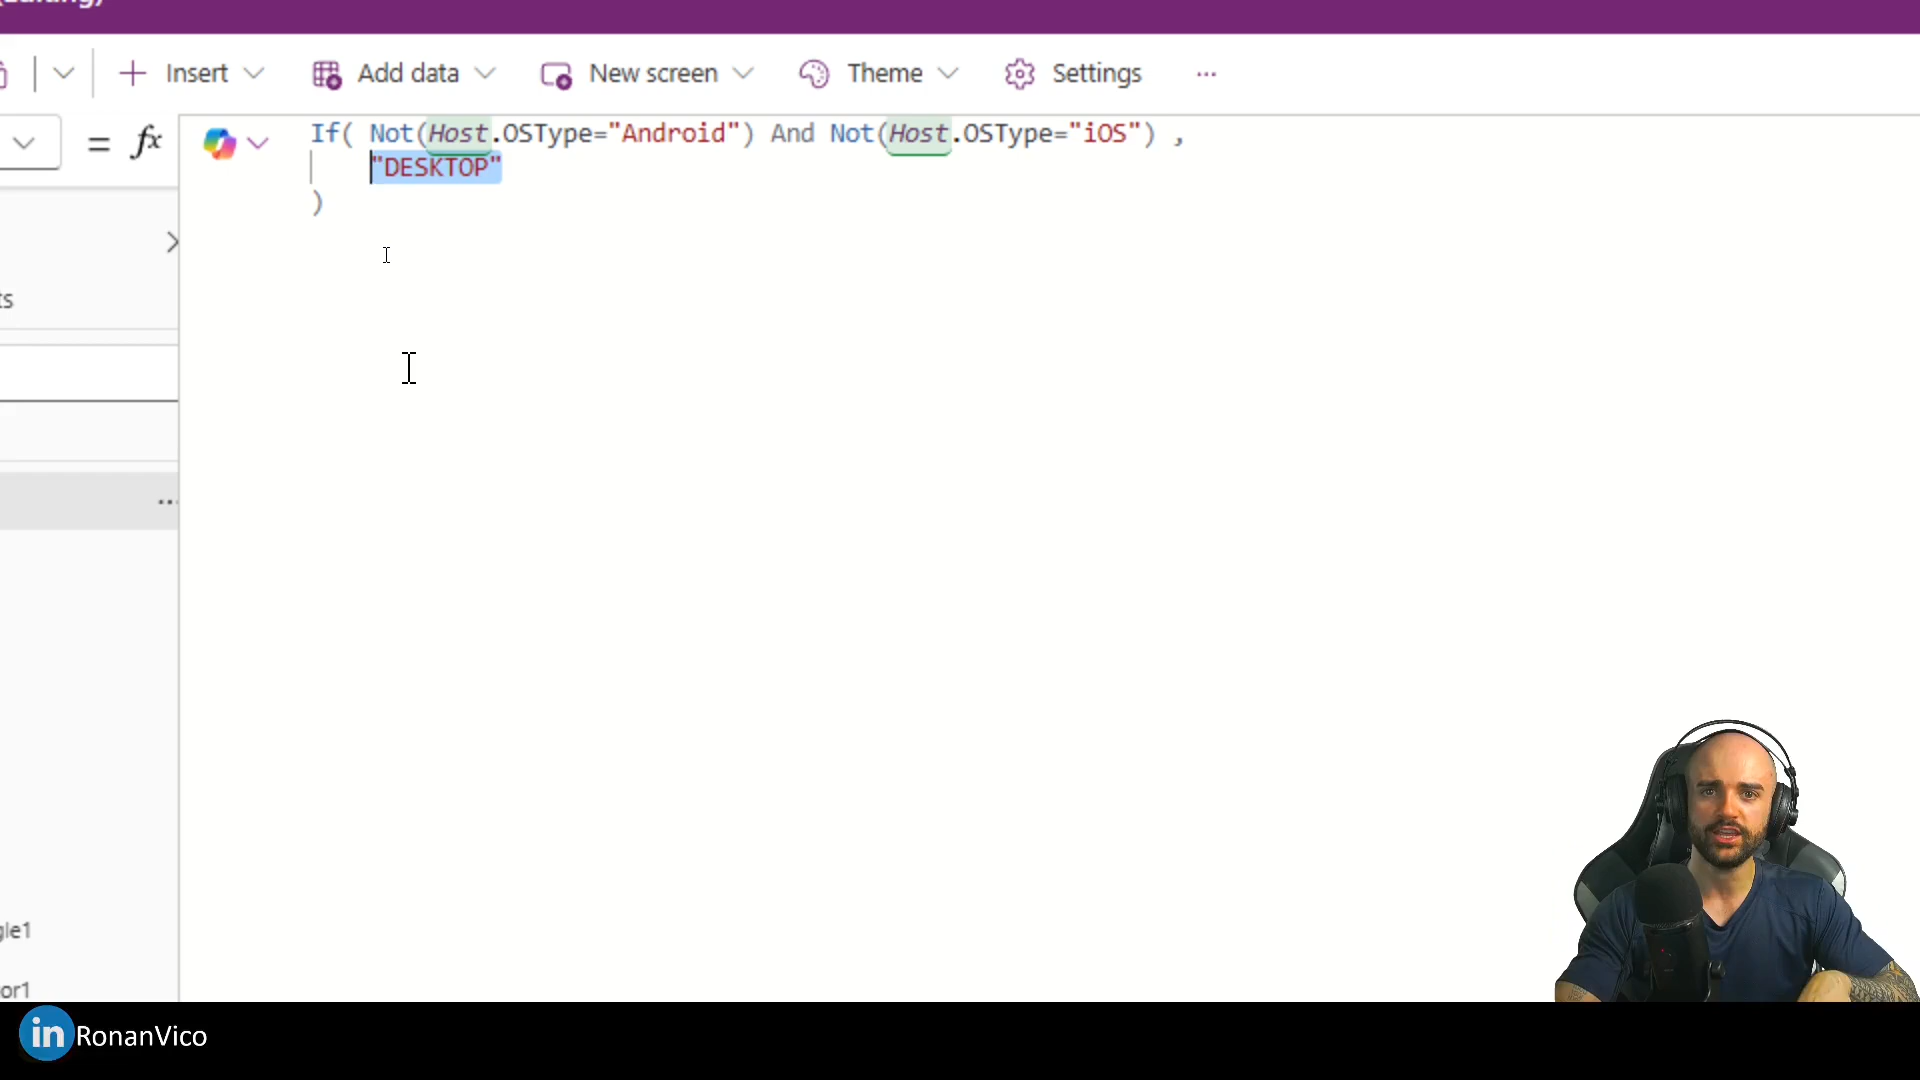 Insert
Add data
New screen
Theme
Settings
...
= fx
If( Not(Host.OSType="Android") And Not(Host.OSType="iOS") ,
"DESKTOP"
)
ts
...
gle1
or1
in RonanVico